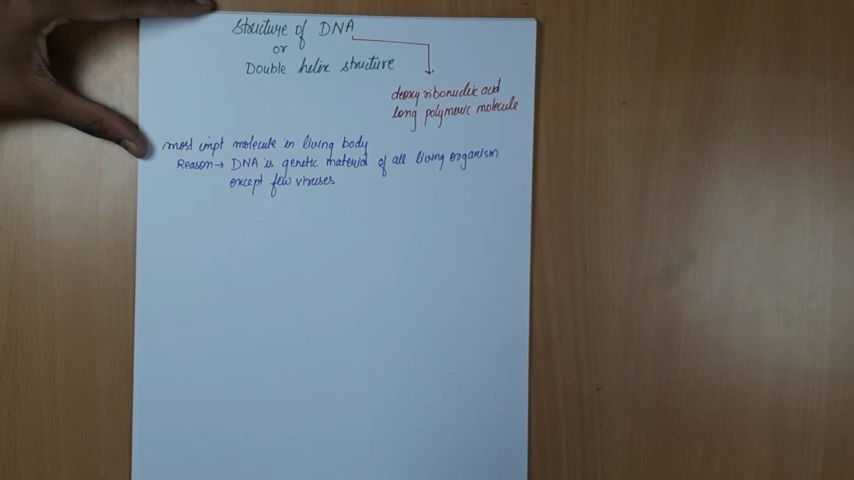 Structure of DNA
or
Double helix structure
deoxy ribonucleic acid
long polymeric molecule
most impt molecule in living body
Reason → DNA is genetic material of all living organism
except few viruses